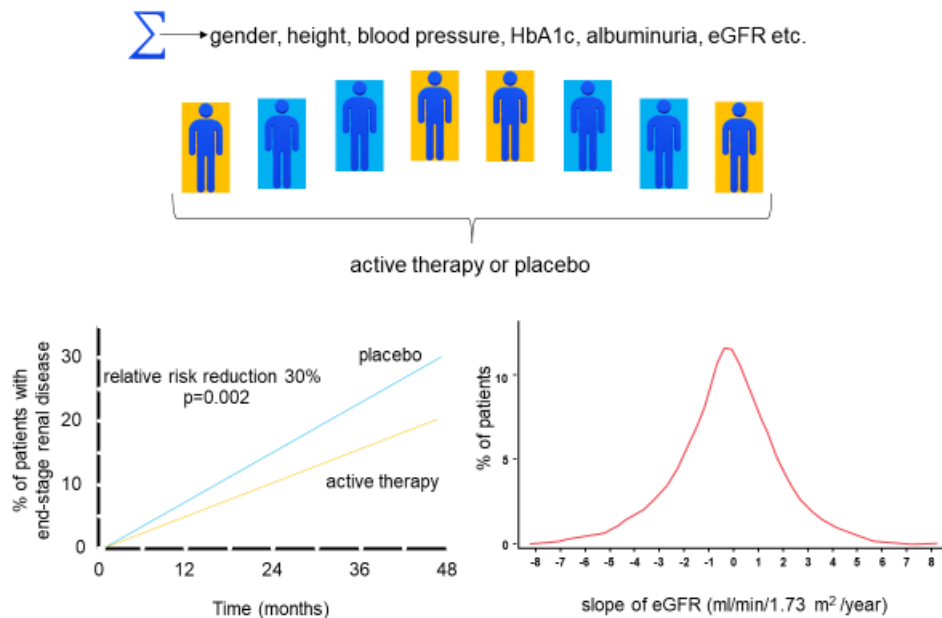 ∑ → gender, height, blood pressure, HbA1c, albuminuria, eGFR etc.
active therapy or placebo
% of patients with
end-stage renal disease
30
20
10
0
relative risk reduction 30%
p=0.002
placebo
active therapy
0 12 24 36 48
Time (months)
% of patients
10
5
0
-8 -7 -6 -5 -4 -3 -2 -1 0 1 2 3 4 5 6 7 8
slope of eGFR (ml/min/1.73 m² /year)